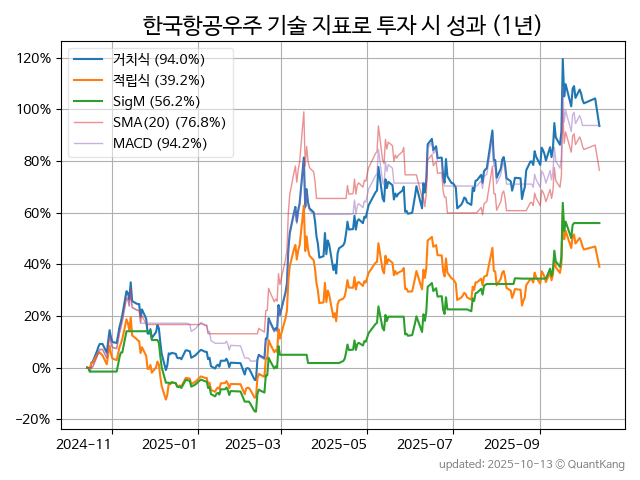 한국항공우주 기술 지표로 투자 시 성과 (1년)
거치식 (94.0%)
적립식 (39.2%)
SigM (56.2%)
SMA(20) (76.8%)
MACD (94.2%)
120%
100%
80%
60%
40%
20%
0%
−20%
2024-11
2025-01
2025-03
2025-05
2025-07
2025-09
updated: 2025-10-13 © QuantKang